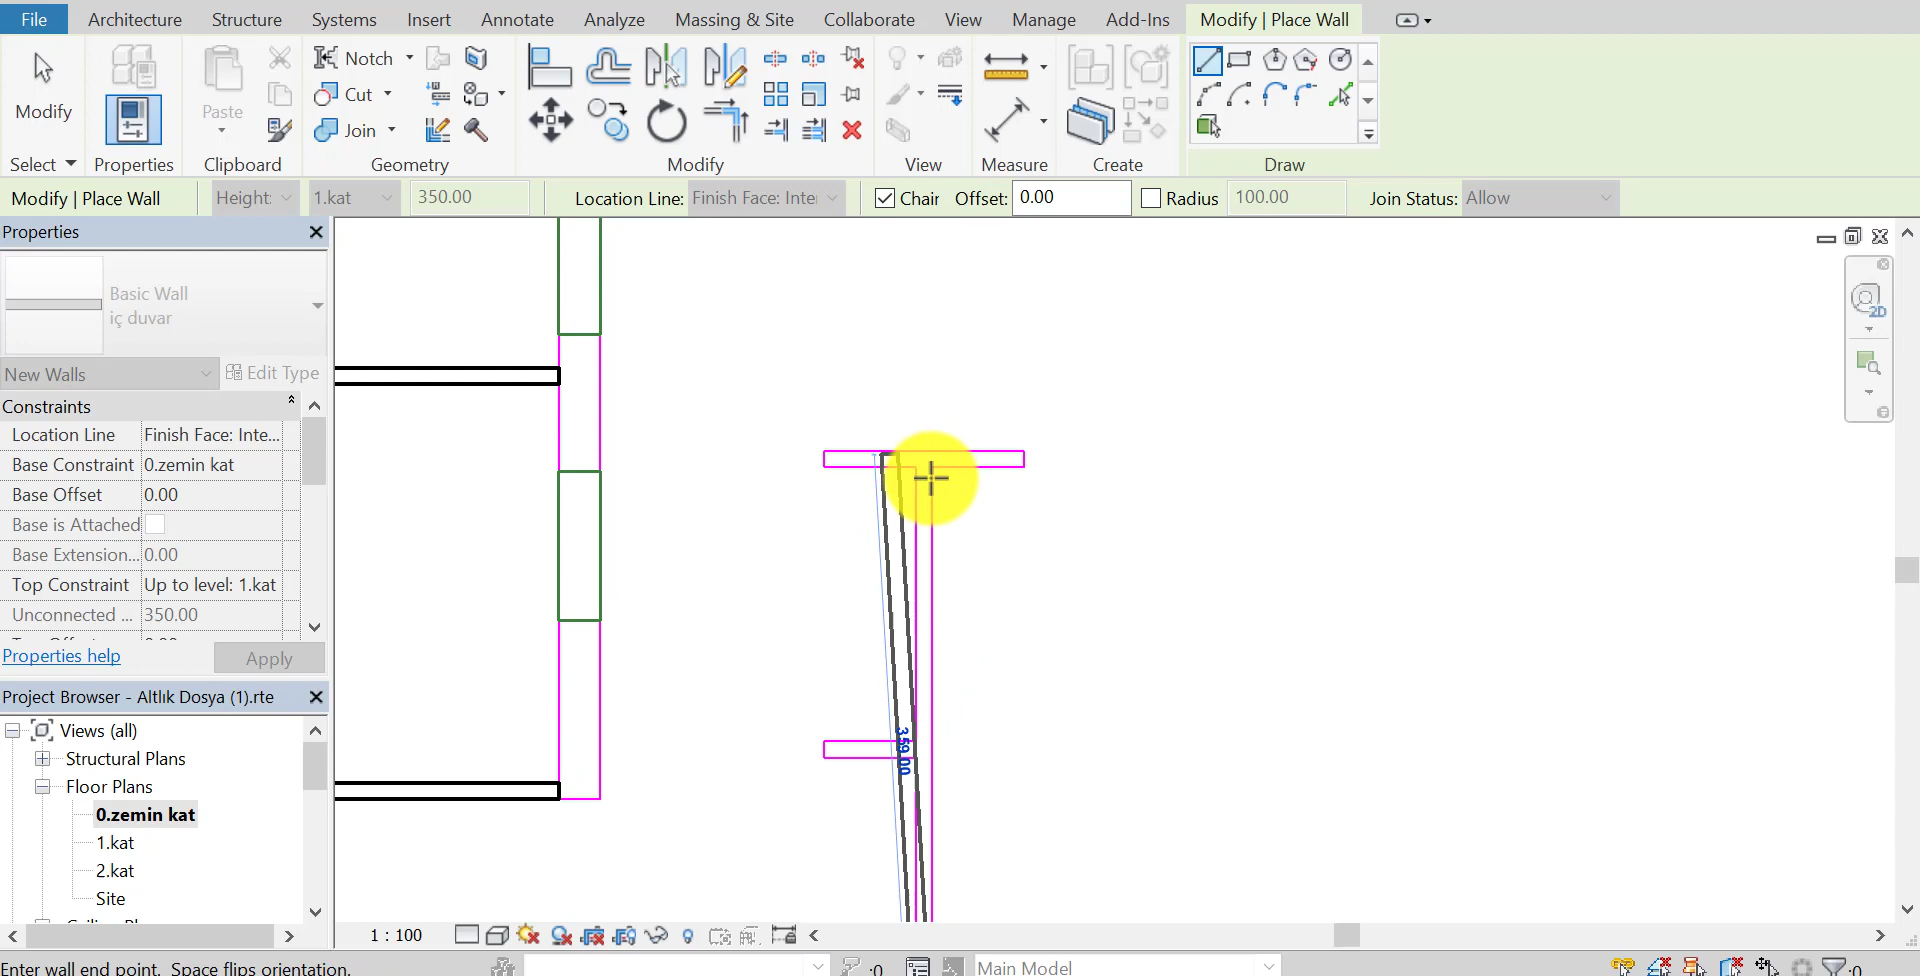 File Architecture Structure Systems Insert Annotate Analyze Massing & Site Collaborate View Manage Add-Ins Modify | Place Wall
Modify
Paste
Notch
Cut
Join
Select Properties Clipboard Geometry Modify View Measure Create Draw
Modify | Place Wall Height: 1.kat 350.00 Location Line: Finish Face: Inte Chair Offset: 0.00 Radius 100.00 Join Status: Allow
Properties
Basic Wall
iç duvar
New Walls Edit Type
Constraints
Location Line Finish Face: Inte...
Base Constraint 0.zemin kat
Base Offset 0.00
Base is Attached
Base Extension... 0.00
Top Constraint Up to level: 1.kat
Unconnected ... 350.00
Properties help Apply
Project Browser - Altlık Dosya (1).rte
Views (all)
Structural Plans
Floor Plans
0.zemin kat
1.kat
2.kat
Site
2D
359.00
1 : 100
Enter wall end point. Space flips orientation.
:0
Main Model
:0